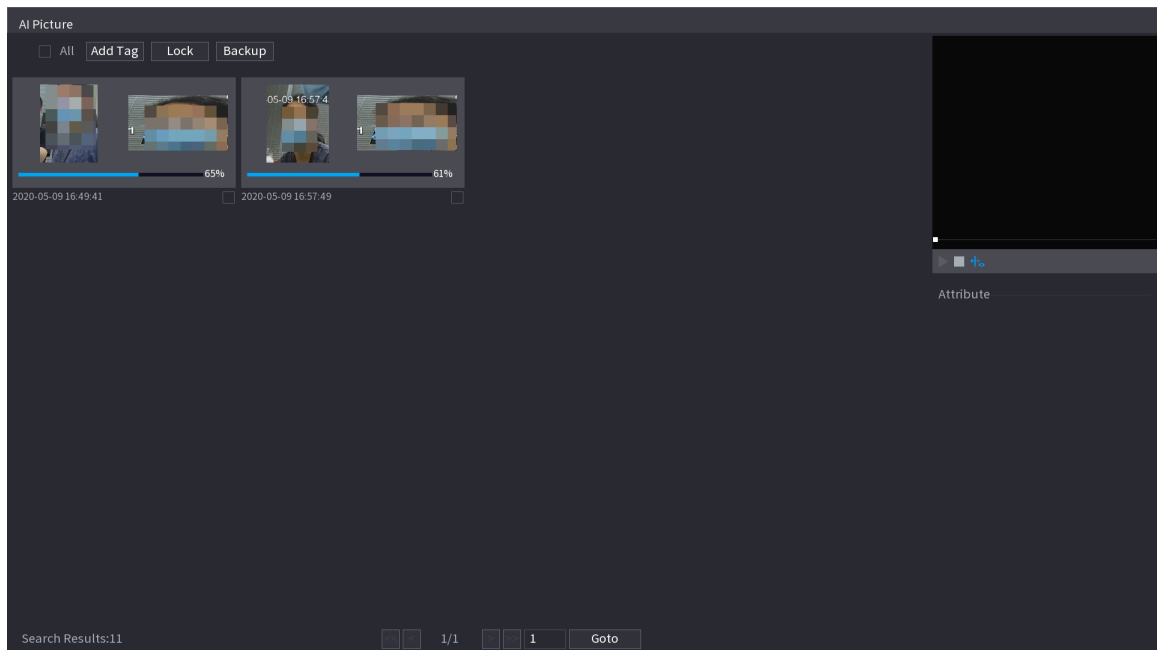 AI Picture
All Add Tag Lock Backup
05-09 16:57:4
65% 61%
2020-05-09 16:49:41 2020-05-09 16:57:49
Attribute
Search Results:11 << < 1/1 > >> 1 Goto